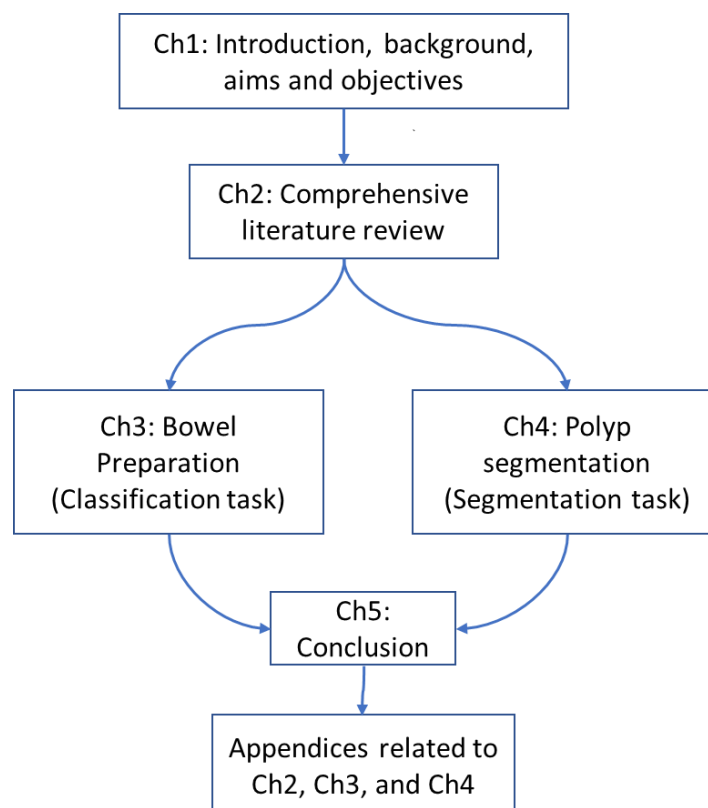 Ch1: Introduction, background,
aims and objectives
Ch2: Comprehensive
literature review
Ch3: Bowel
Preparation
(Classification task)
Ch4: Polyp
segmentation
(Segmentation task)
Ch5:
Conclusion
Appendices related to
Ch2, Ch3, and Ch4